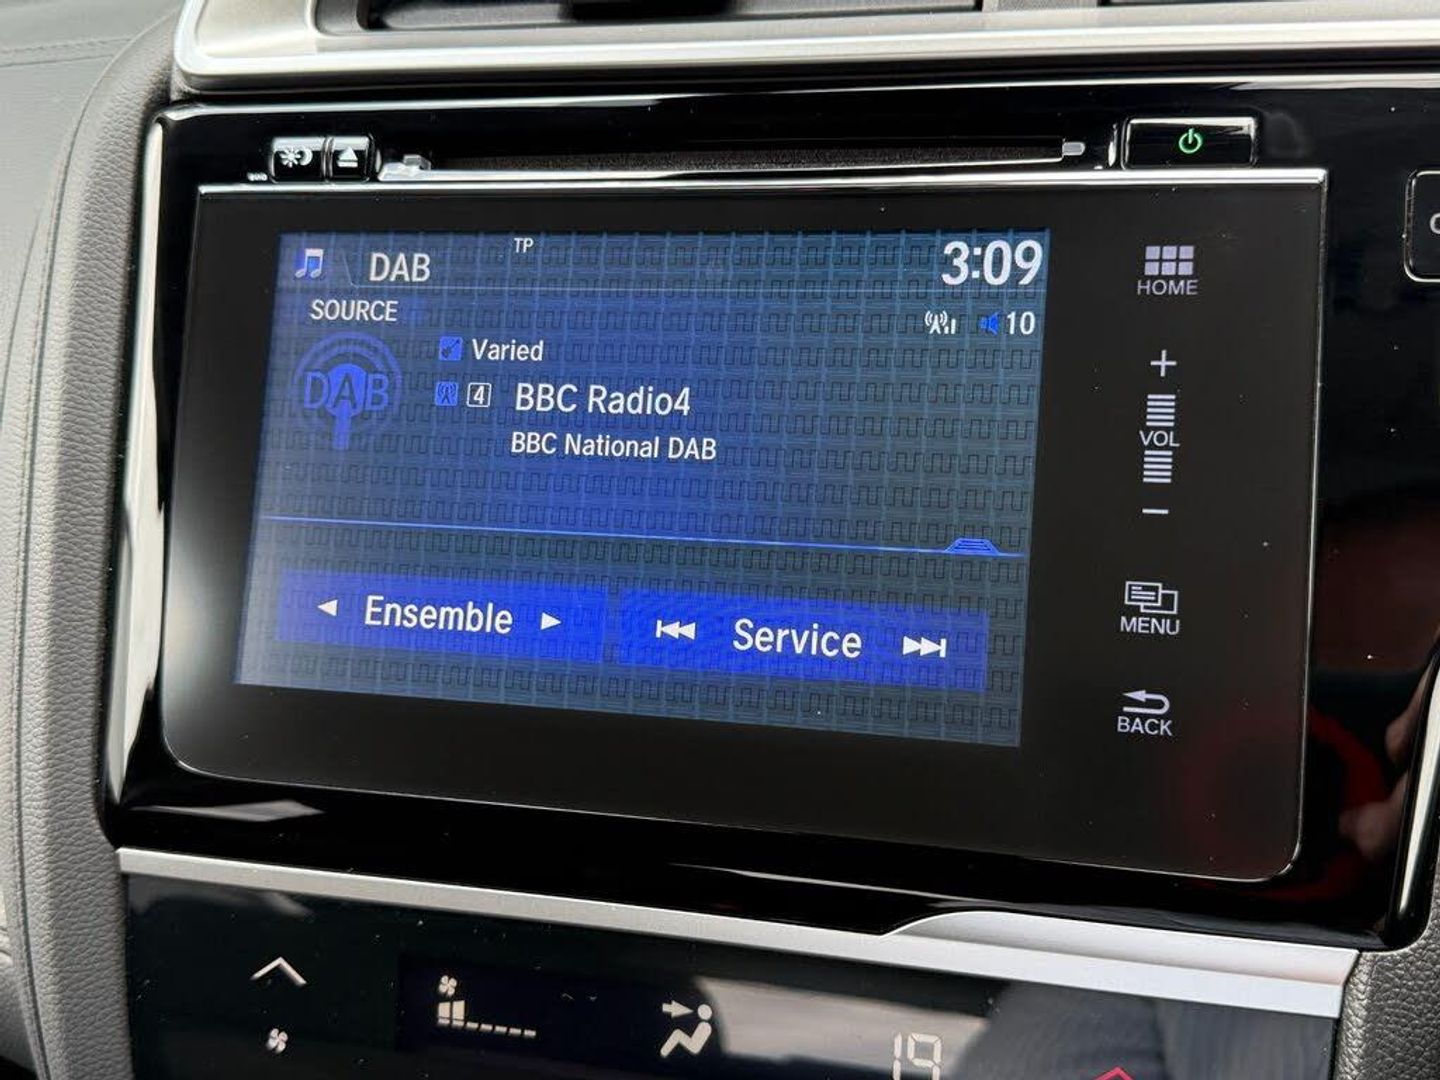 DAB
TP
3:09
SOURCE
10
HOME
Varied
DAB
4 BBC Radio4
BBC National DAB
VOL
Ensemble
Service
MENU
BACK
19